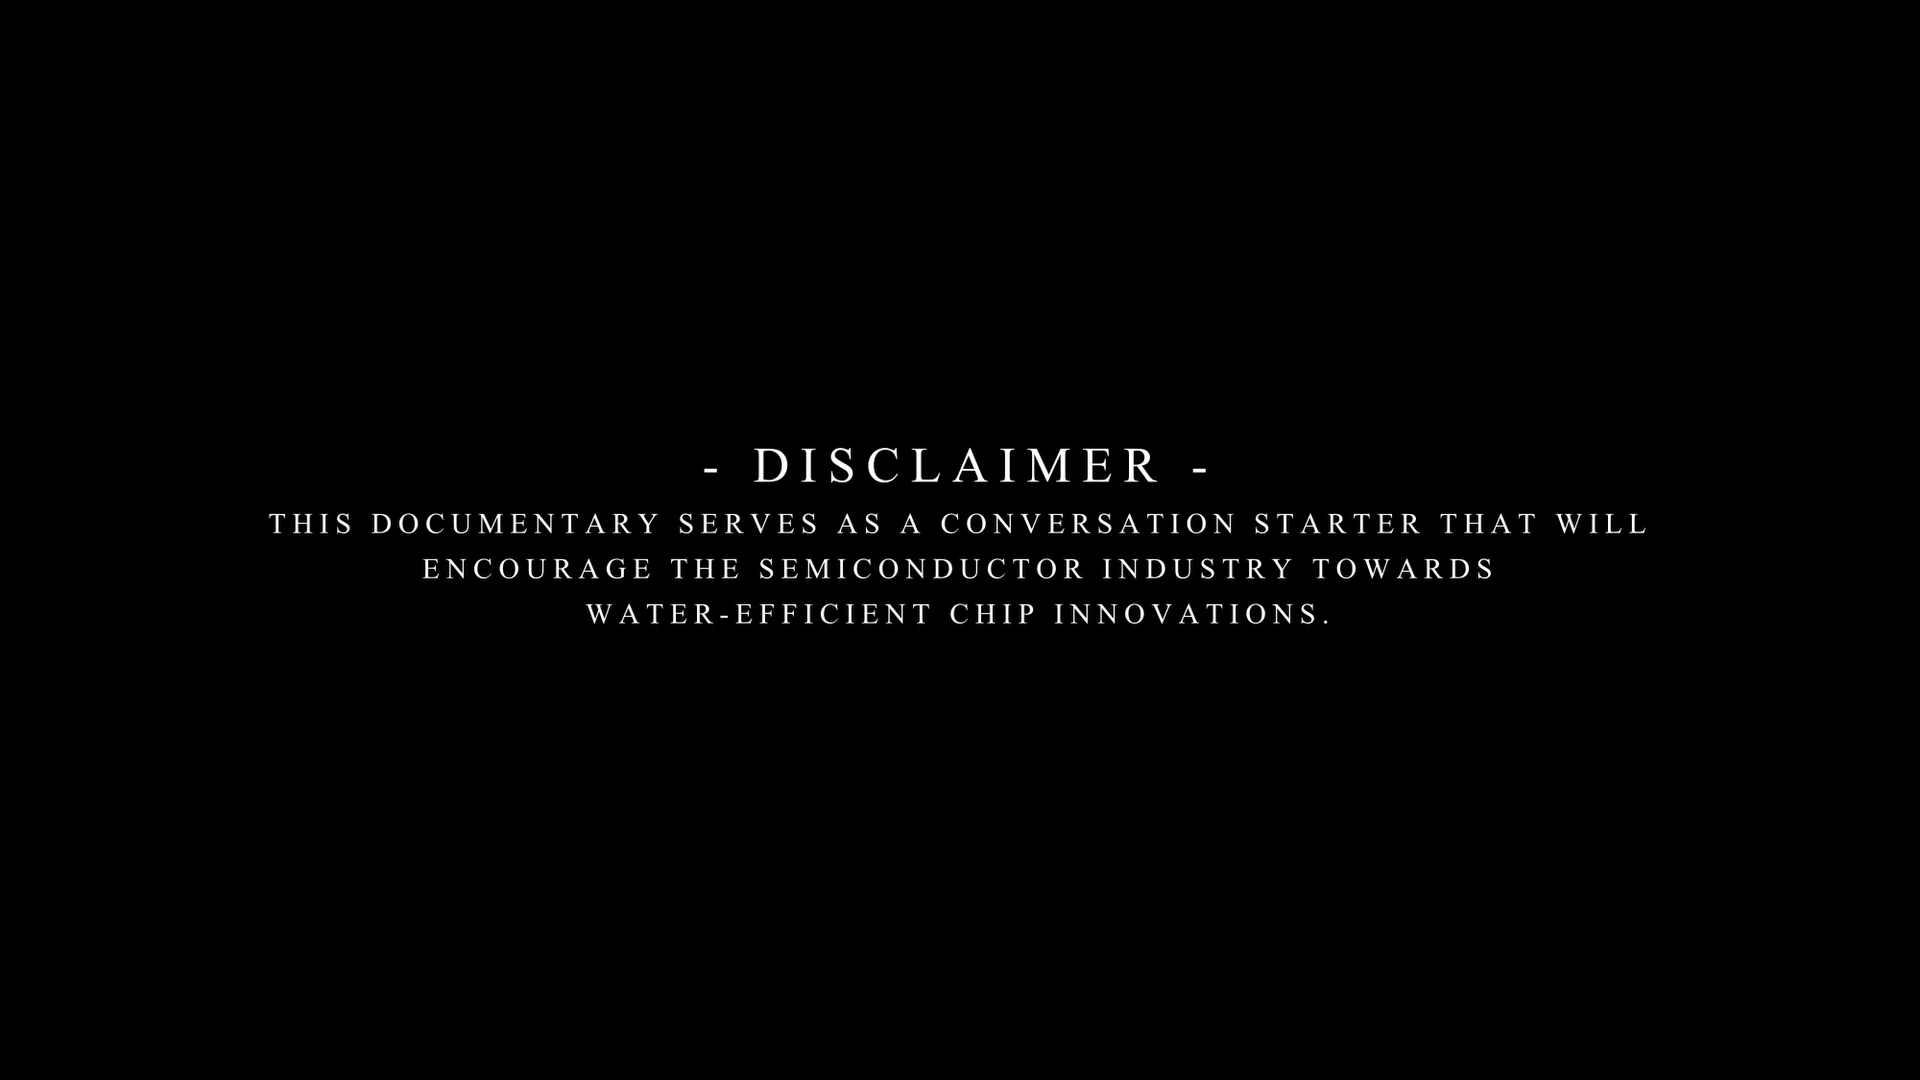 - DISCLAIMER -
THIS DOCUMENTARY SERVES AS A CONVERSATION STARTER THAT WILL
ENCOURAGE THE SEMICONDUCTOR INDUSTRY TOWARDS
WATER-EFFICIENT CHIP INNOVATIONS.